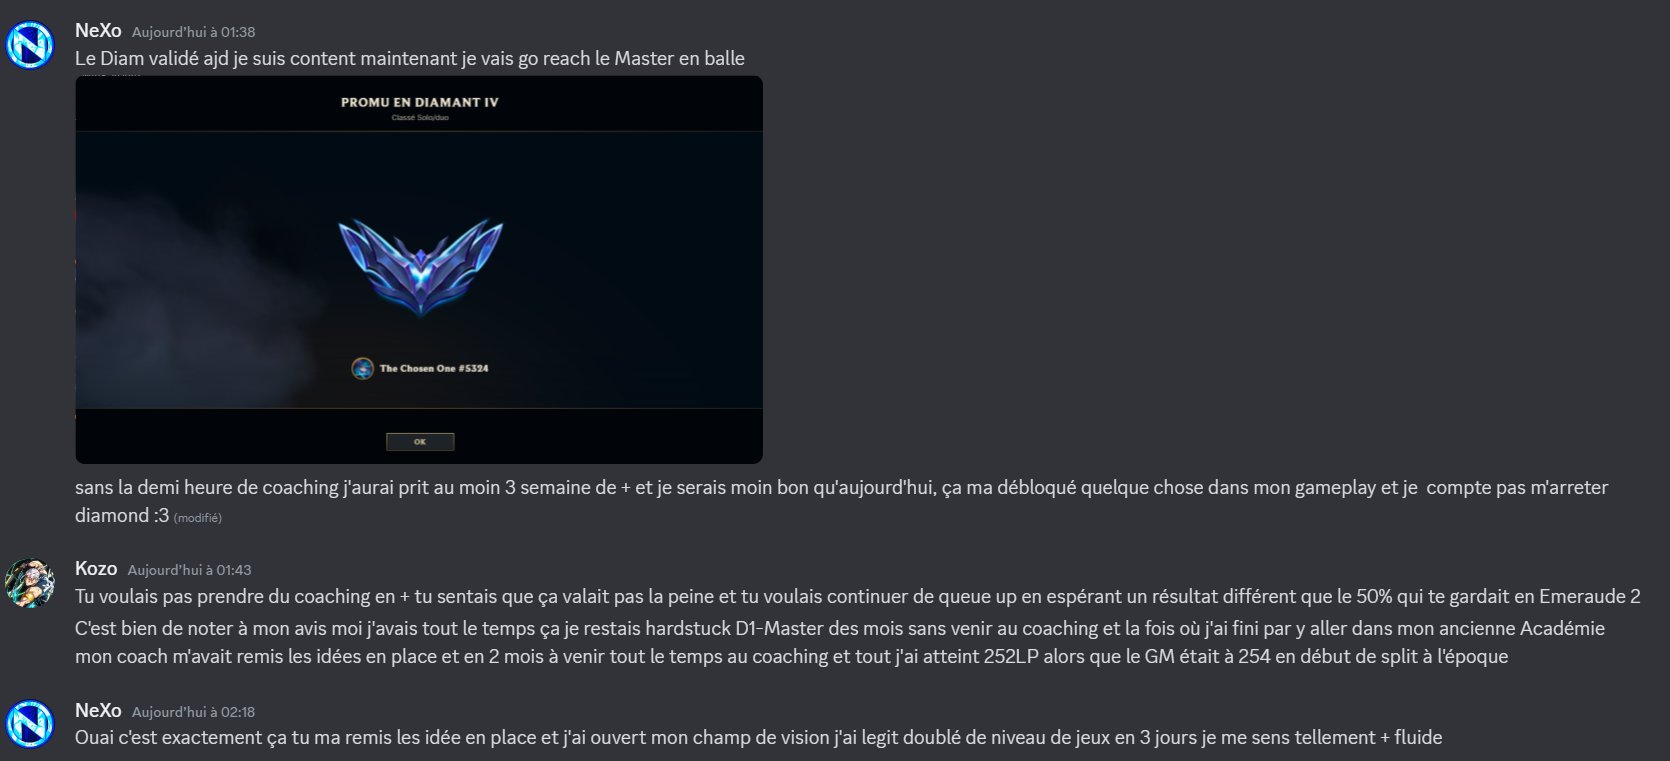 NeXo Aujourd'hui à 01:38
Le Diam validé ajd je suis content maintenant je vais go reach le Master en balle
PROMU EN DIAMANT IV
Classé Solo/duo
The Chosen One #5324
OK
sans la demi heure de coaching j'aurai prit au moin 3 semaine de + et je serais moin bon qu'aujourd'hui, ça ma débloqué quelque chose dans mon gameplay et je compte pas m'arreter
diamond :3 (modifié)
Kozo Aujourd'hui à 01:43
Tu voulais pas prendre du coaching en + tu sentais que ça valait pas la peine et tu voulais continuer de queue up en espérant un résultat différent que le 50% qui te gardait en Emeraude 2
C'est bien de noter à mon avis moi j'avais tout le temps ça je restais hardstuck D1-Master des mois sans venir au coaching et la fois où j'ai fini par y aller dans mon ancienne Académie
mon coach m'avait remis les idées en place et en 2 mois à venir tout le temps au coaching et tout j'ai atteint 252LP alors que le GM était à 254 en début de split à l'époque
NeXo Aujourd'hui à 02:18
Ouai c'est exactement ça tu ma remis les idée en place et j'ai ouvert mon champ de vision j'ai legit doublé de niveau de jeux en 3 jours je me sens tellement + fluide